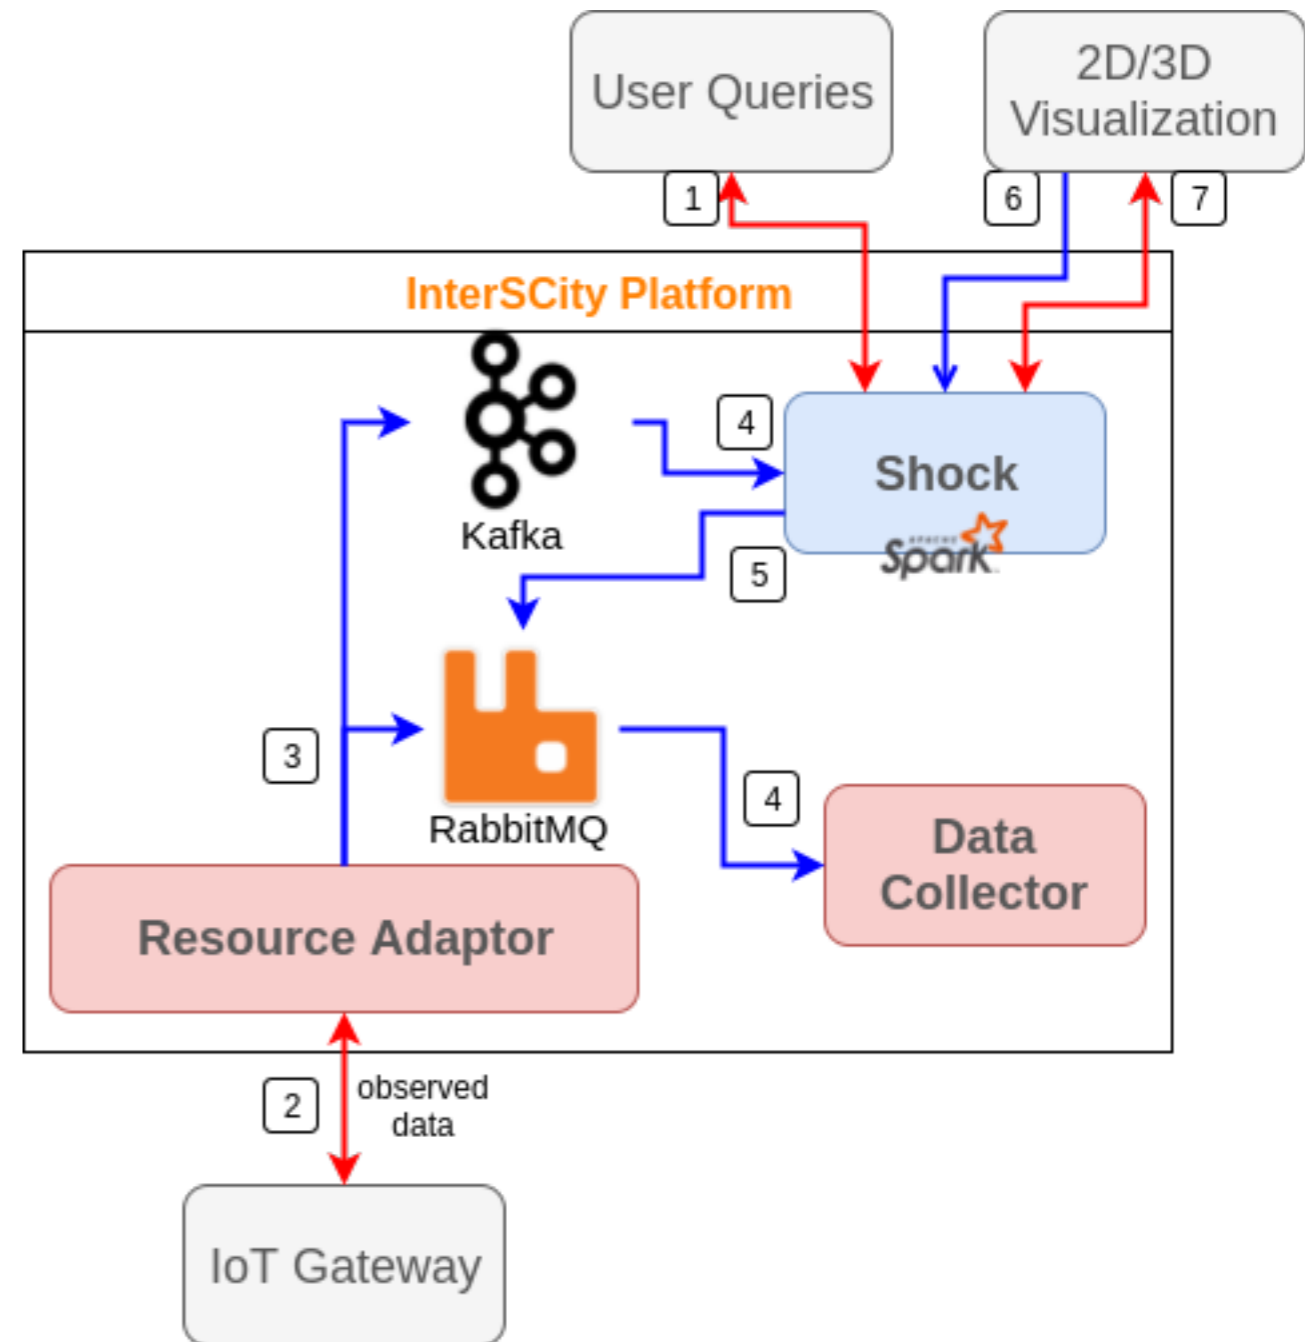 User Queries
2D/3D
Visualization
1
6
7
InterSCity Platform
4
Shock
APACHE
Spark
Kafka
5
3
4
RabbitMQ
Data
Collector
Resource Adaptor
2
observed
data
IoT Gateway